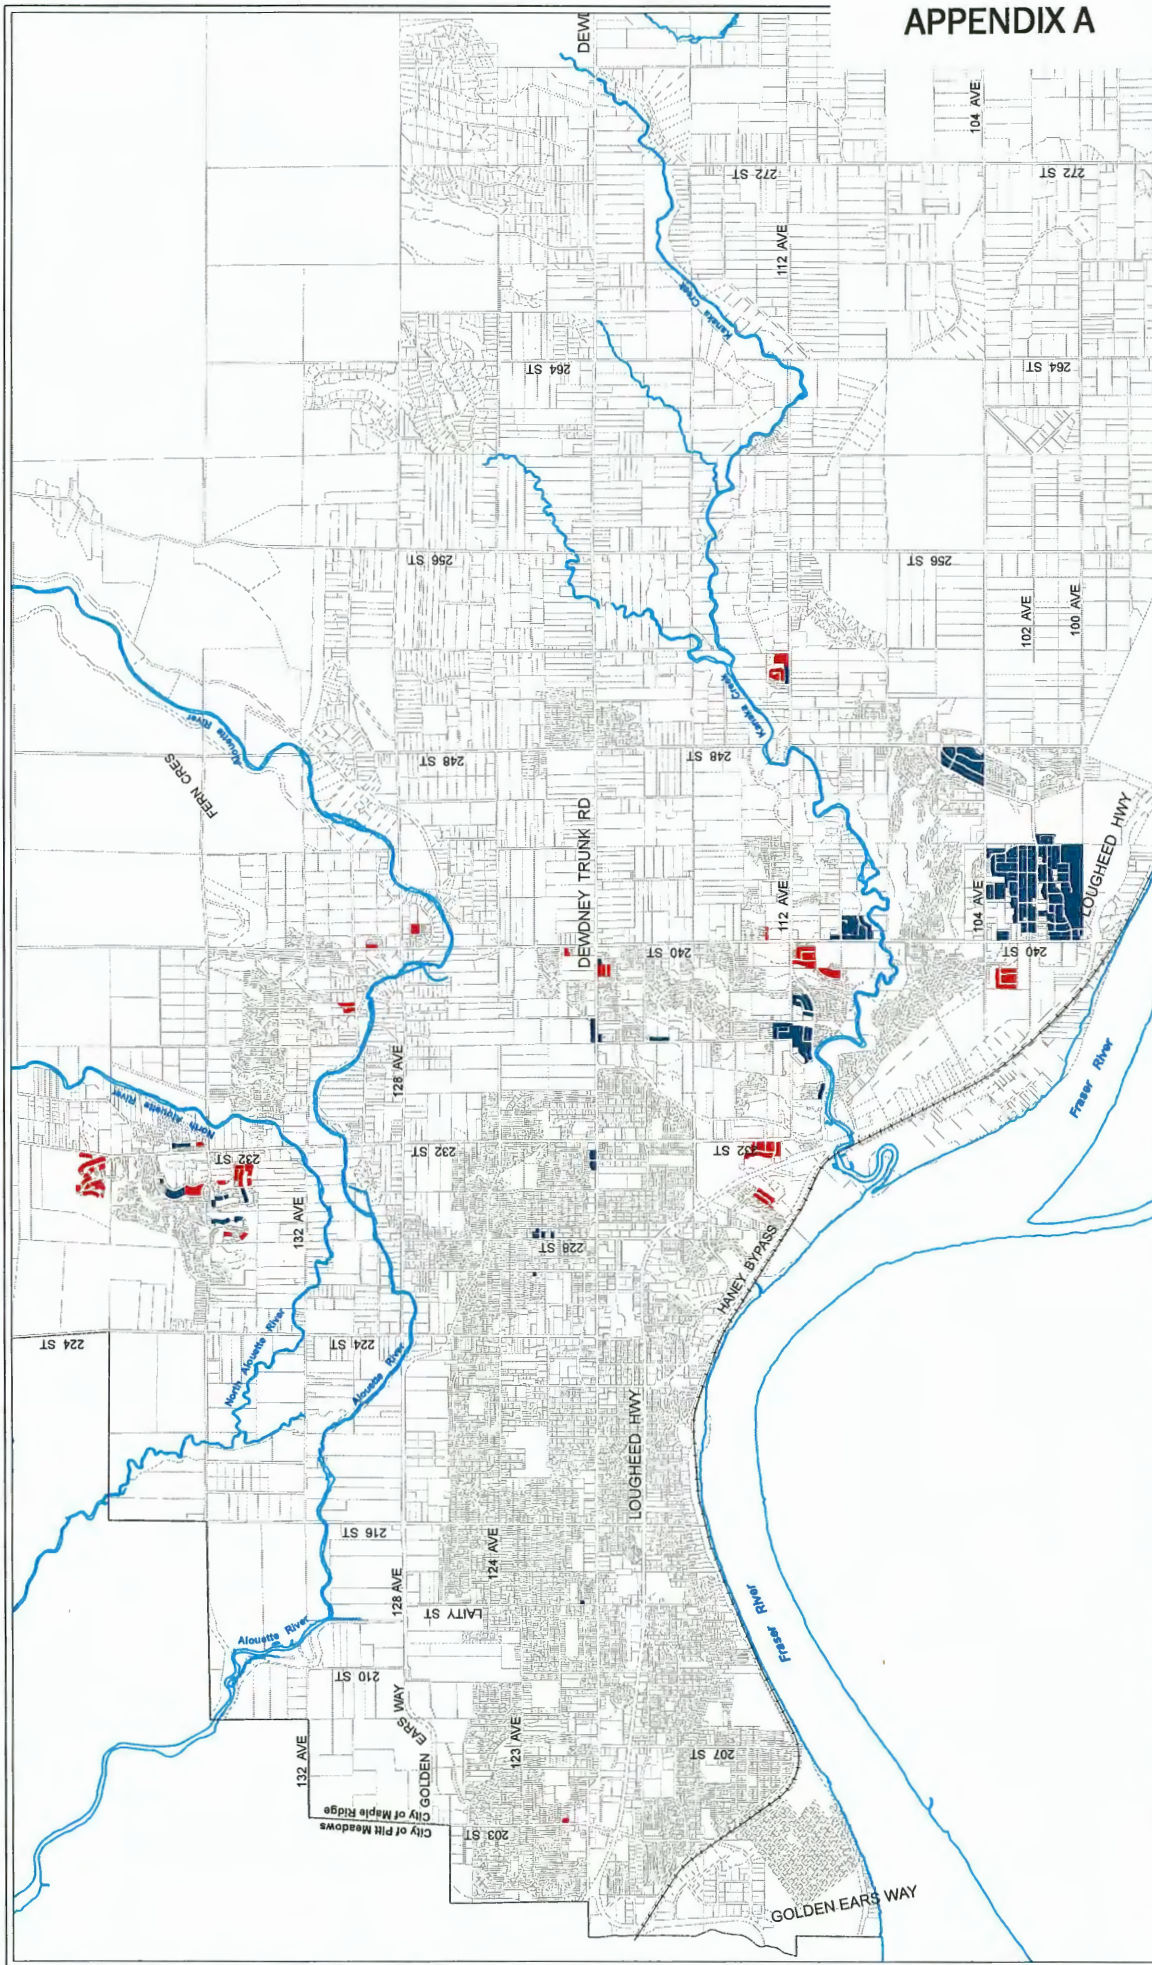 APPENDIX A
DEWD
104 AVE
272 ST
272 ST
112 AVE
Kanaka Creek
264 ST
264 ST
256 ST
256 ST
102 AVE
100 AVE
Alouette River
Kanaka Creek
FERN CRES
248 ST
248 ST
DEWDNEY TRUNK RD
LOUGHEED HWY
112 AVE
104 AVE
240 ST
240 ST
128 AVE
Fraser River
North Alouette River
232 ST
232 ST
232 ST
132 AVE
228 ST
HANEY BYPASS
224 ST
224 ST
North Alouette River
Alouette River
LOUGHEED HWY
216 ST
124 AVE
128 AVE
LAITY ST
Fraser River
Alouette River
210 ST
GOLDEN EARS WAY
123 AVE
207 ST
132 AVE
City of Maple Ridge
City of Pitt Meadows
203 ST
GOLDEN EARS WAY